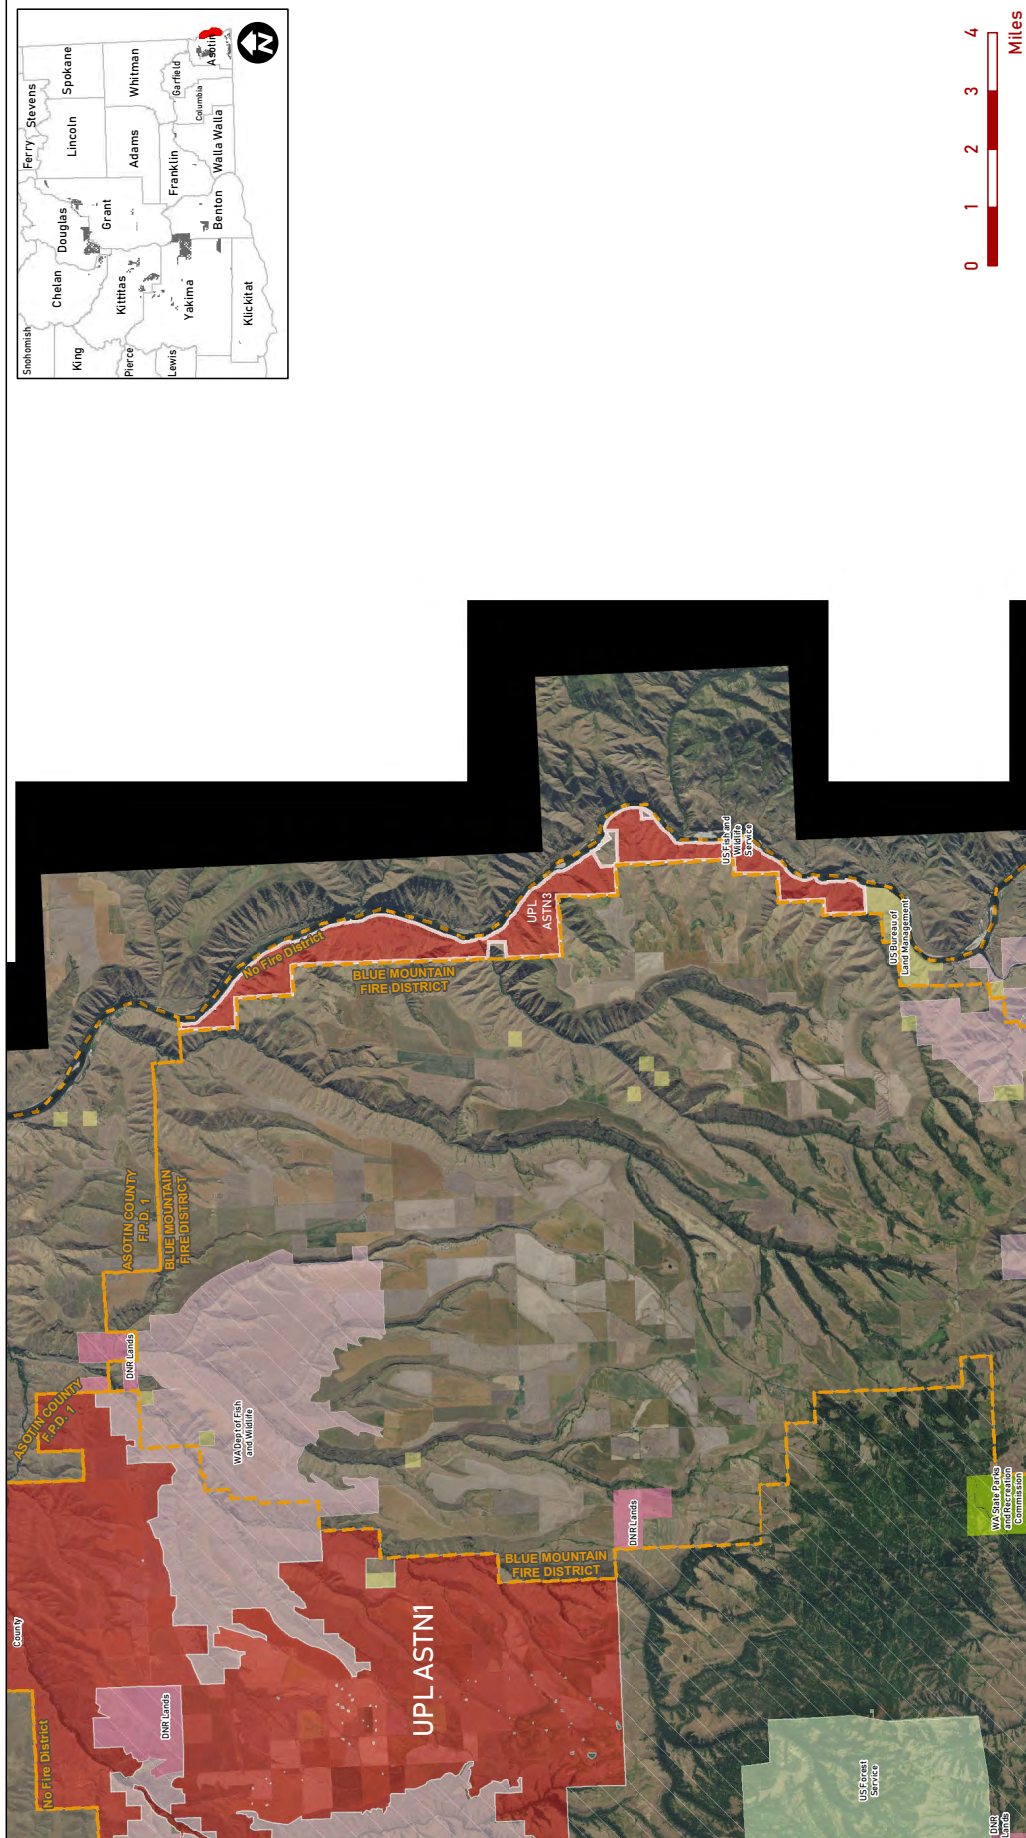 Snohomish
Chelan
Douglas
Ferry
Stevens
King
Kittitas
Grant
Lincoln
Spokane
Pierce
Adams
Whitman
Lewis
Yakima
Benton
Franklin
Columbia
Garfield
Walla Walla
Asotin
Klickitat
N
0 1 2 3 4
Miles
County
No Fire District
ASOTIN COUNTY
F.P.D. 1
DNR Lands
DNR Lands
ASOTIN COUNTY
F.P.D. 1
BLUE MOUNTAIN
FIRE DISTRICT
WA Dept of Fish
and Wildlife
No Fire District
BLUE MOUNTAIN
FIRE DISTRICT
UPL ASTN1
UPL
ASTN3
BLUE MOUNTAIN
FIRE DISTRICT
DNR Lands
US Fish and
Wildlife
Service
US Bureau of
Land Management
US Forest
Service
WA State Parks
and Recreation
Commission
DNR
Lands